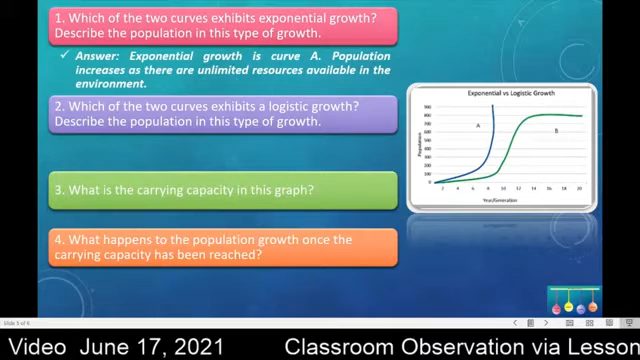 1. Which of the two curves exhibits exponential growth?
Describe the population in this type of growth.
✓ Answer: Exponential growth is curve A. Population
increases as there are unlimited resources available in the
environment.
2. Which of the two curves exhibits a logistic growth?
Describe the population in this type of growth.
3. What is the carrying capacity in this graph?
4. What happens to the population growth once the
carrying capacity has been reached?
Exponential vs Logistic Growth
Population
900
800
700
600
500
400
300
200
100
0
A
B
2 4 6 8 10 12 14 16 18 20
Year/Generation
Slide 5 of 6
Video June 17, 2021 Classroom Observation via Lesson